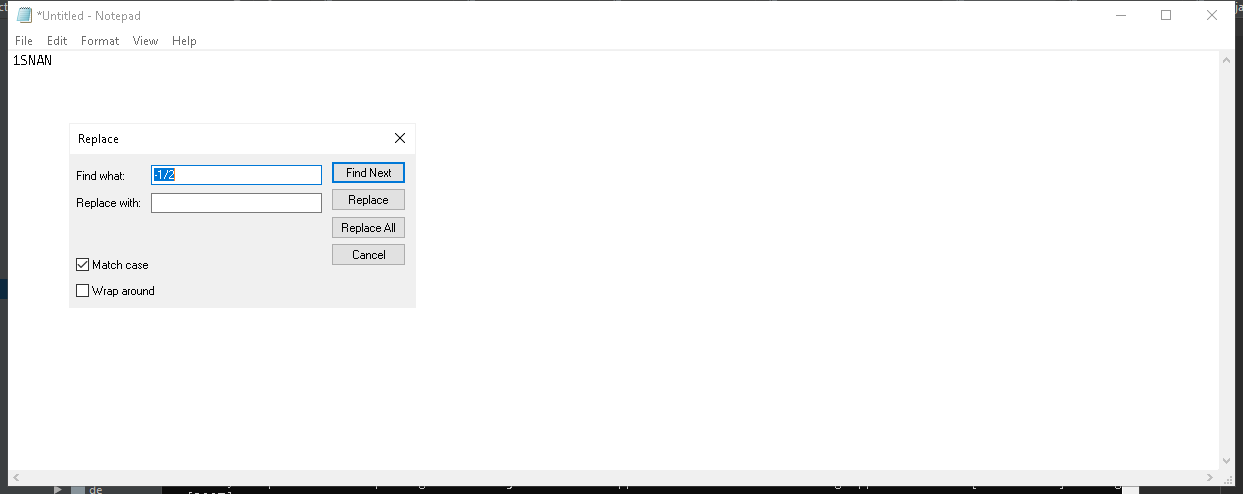 *Untitled - Notepad
File Edit Format View Help
1SNAN
Replace
Find what: -1/2 Find Next
Replace with: Replace
Replace All
Cancel
Match case
Wrap around
de